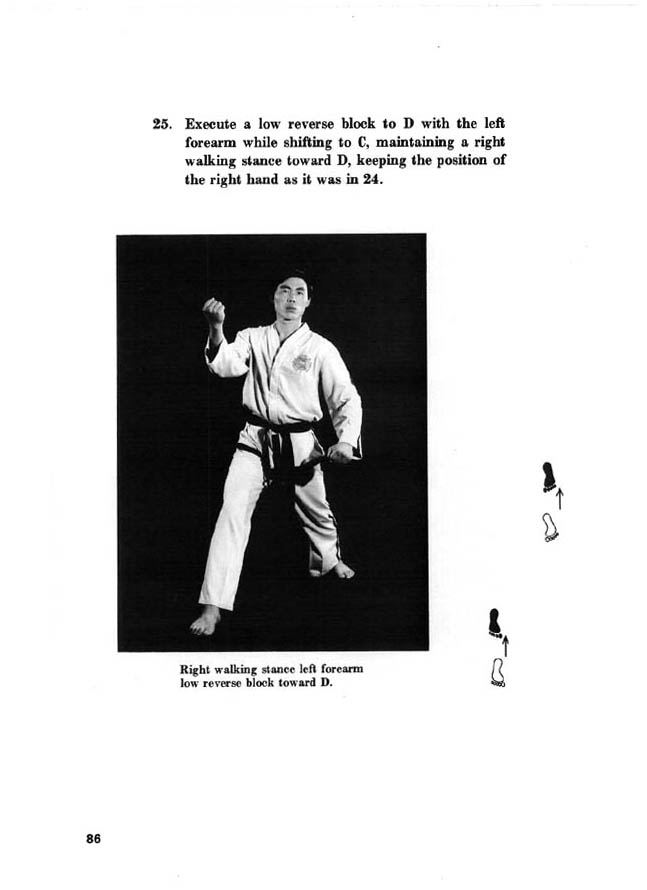 25. Execute a low reverse block to D with the left
forearm while shifting to C, maintaining a right
walking stance toward D, keeping the position of
the right hand as it was in 24.
Right walking stance left forearm
low reverse block toward D.
86